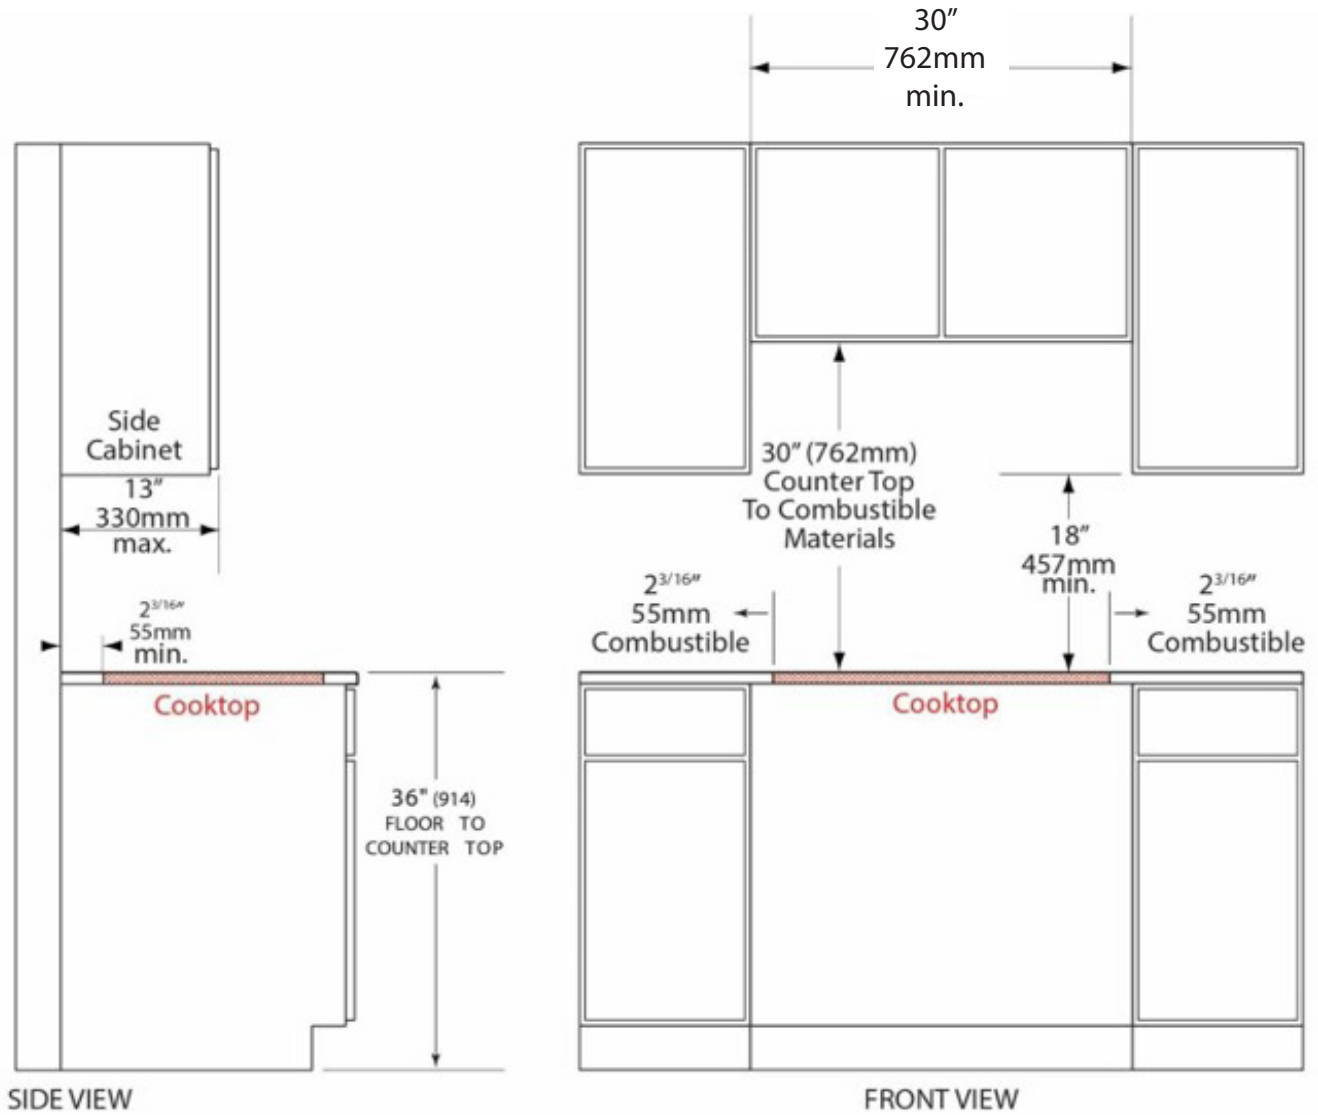 30”
762mm
min.
Side
Cabinet
13”
330mm
max.
2 3/16”
55mm
min.
Cooktop
36" (914)
FLOOR TO
COUNTER TOP
SIDE VIEW
30” (762mm)
Counter Top
To Combustible
Materials
18”
457mm
min.
2 3/16”
55mm
Combustible
2 3/16”
55mm
Combustible
Cooktop
FRONT VIEW